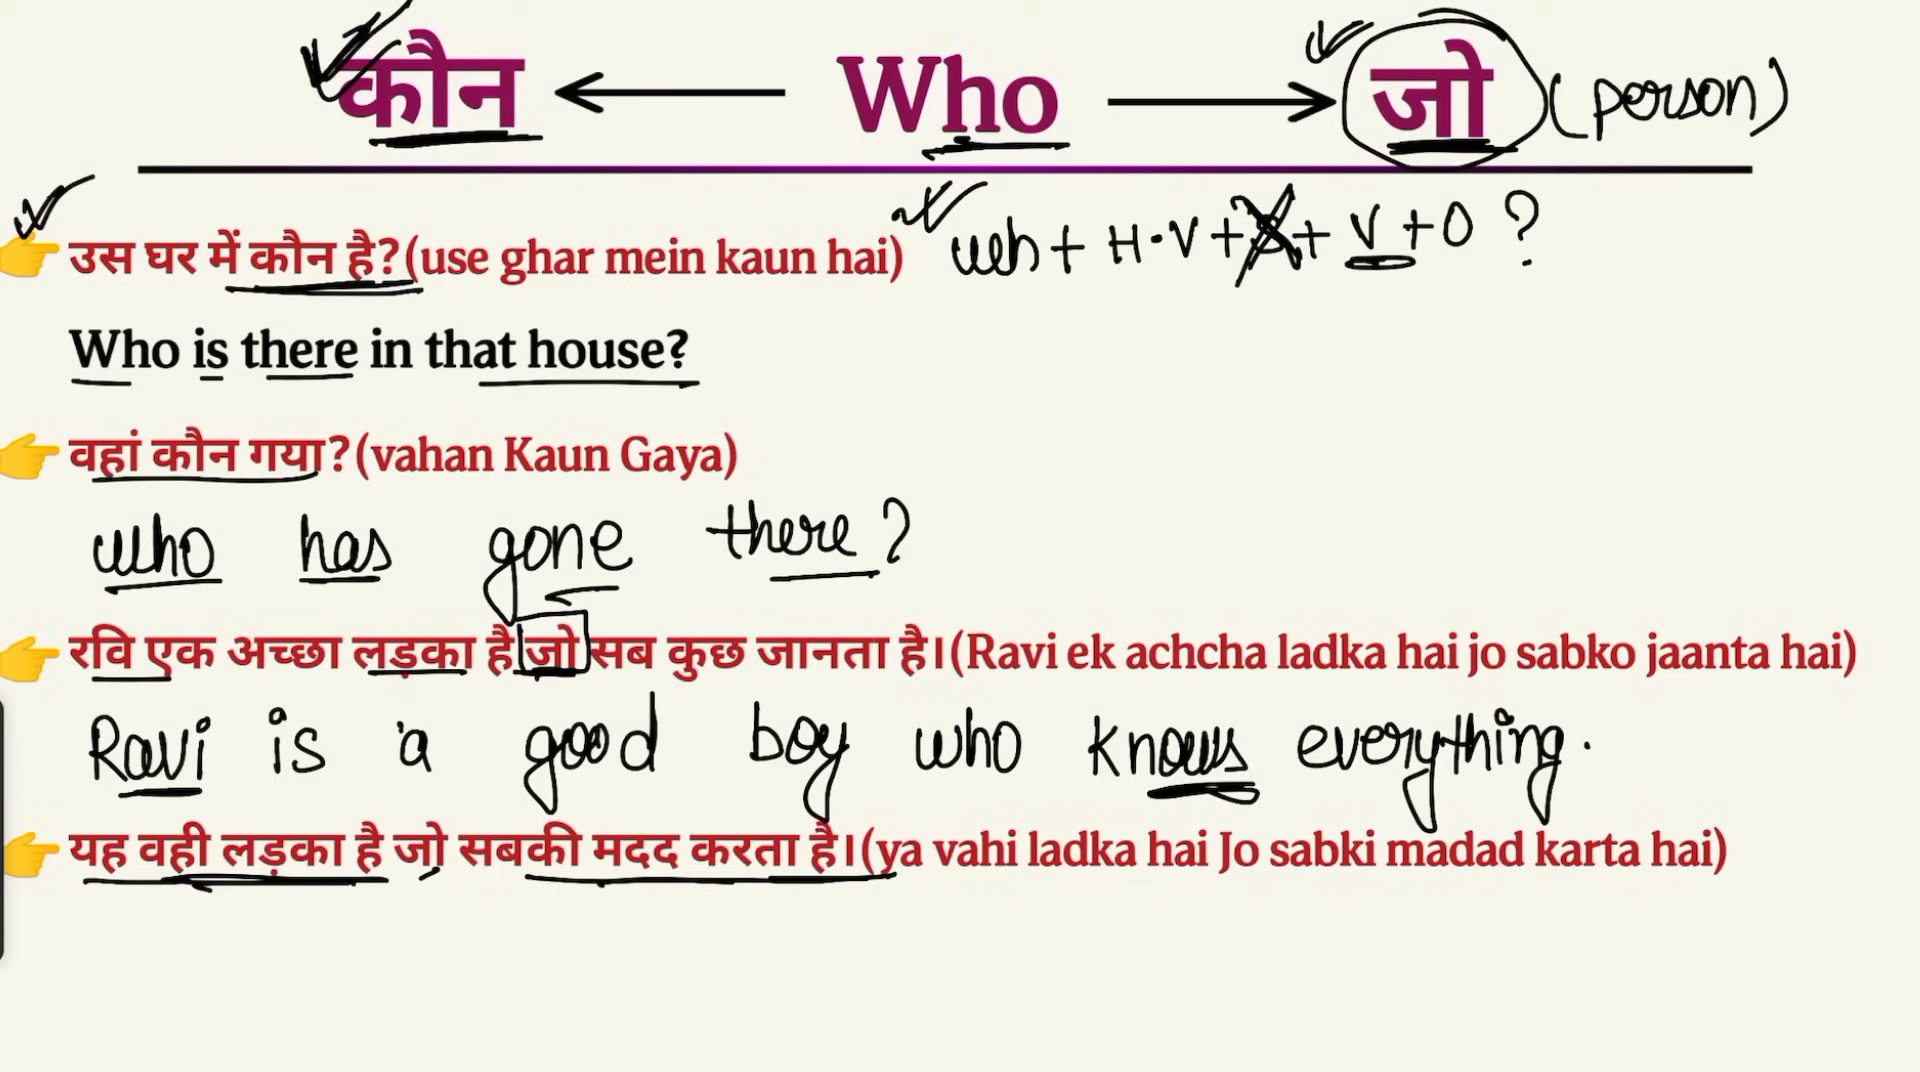 कौन Who जो (person)
उस घर में कौन है?(use ghar mein kaun hai) wh + H.V + S + V + O ?
Who is there in that house?
वहां कौन गया?(vahan Kaun Gaya)
who has gone there?
रवि एक अच्छा लड़का है जो सब कुछ जानता है।(Ravi ek achcha ladka hai jo sabko jaanta hai)
Ravi is a good boy who knows everything.
यह वही लड़का है जो सबकी मदद करता है।(ya vahi ladka hai Jo sabki madad karta hai)